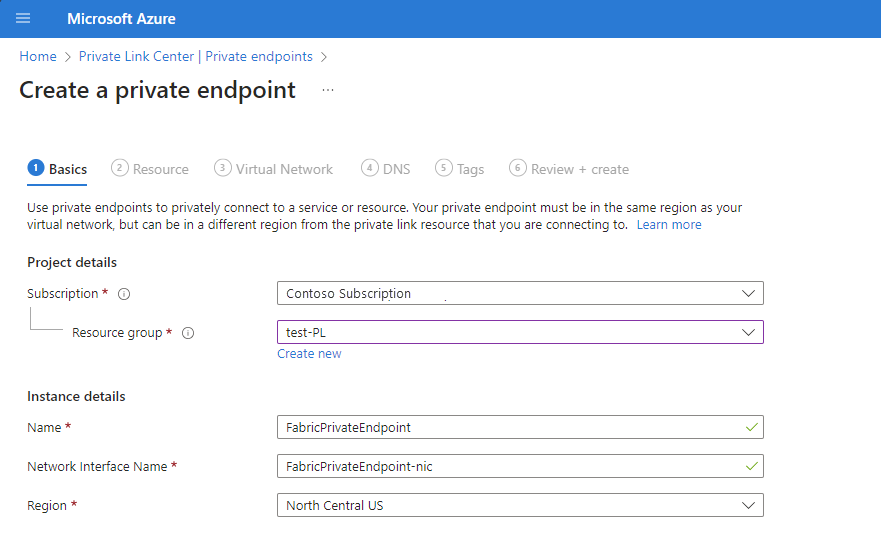 Microsoft Azure
Home > Private Link Center | Private endpoints >
Create a private endpoint ...
1 Basics 2 Resource 3 Virtual Network 4 DNS 5 Tags 6 Review + create
Use private endpoints to privately connect to a service or resource. Your private endpoint must be in the same region as your
virtual network, but can be in a different region from the private link resource that you are connecting to. Learn more
Project details
Subscription * Contoso Subscription
Resource group * test-PL
Create new
Instance details
Name * FabricPrivateEndpoint
Network Interface Name * FabricPrivateEndpoint-nic
Region * North Central US